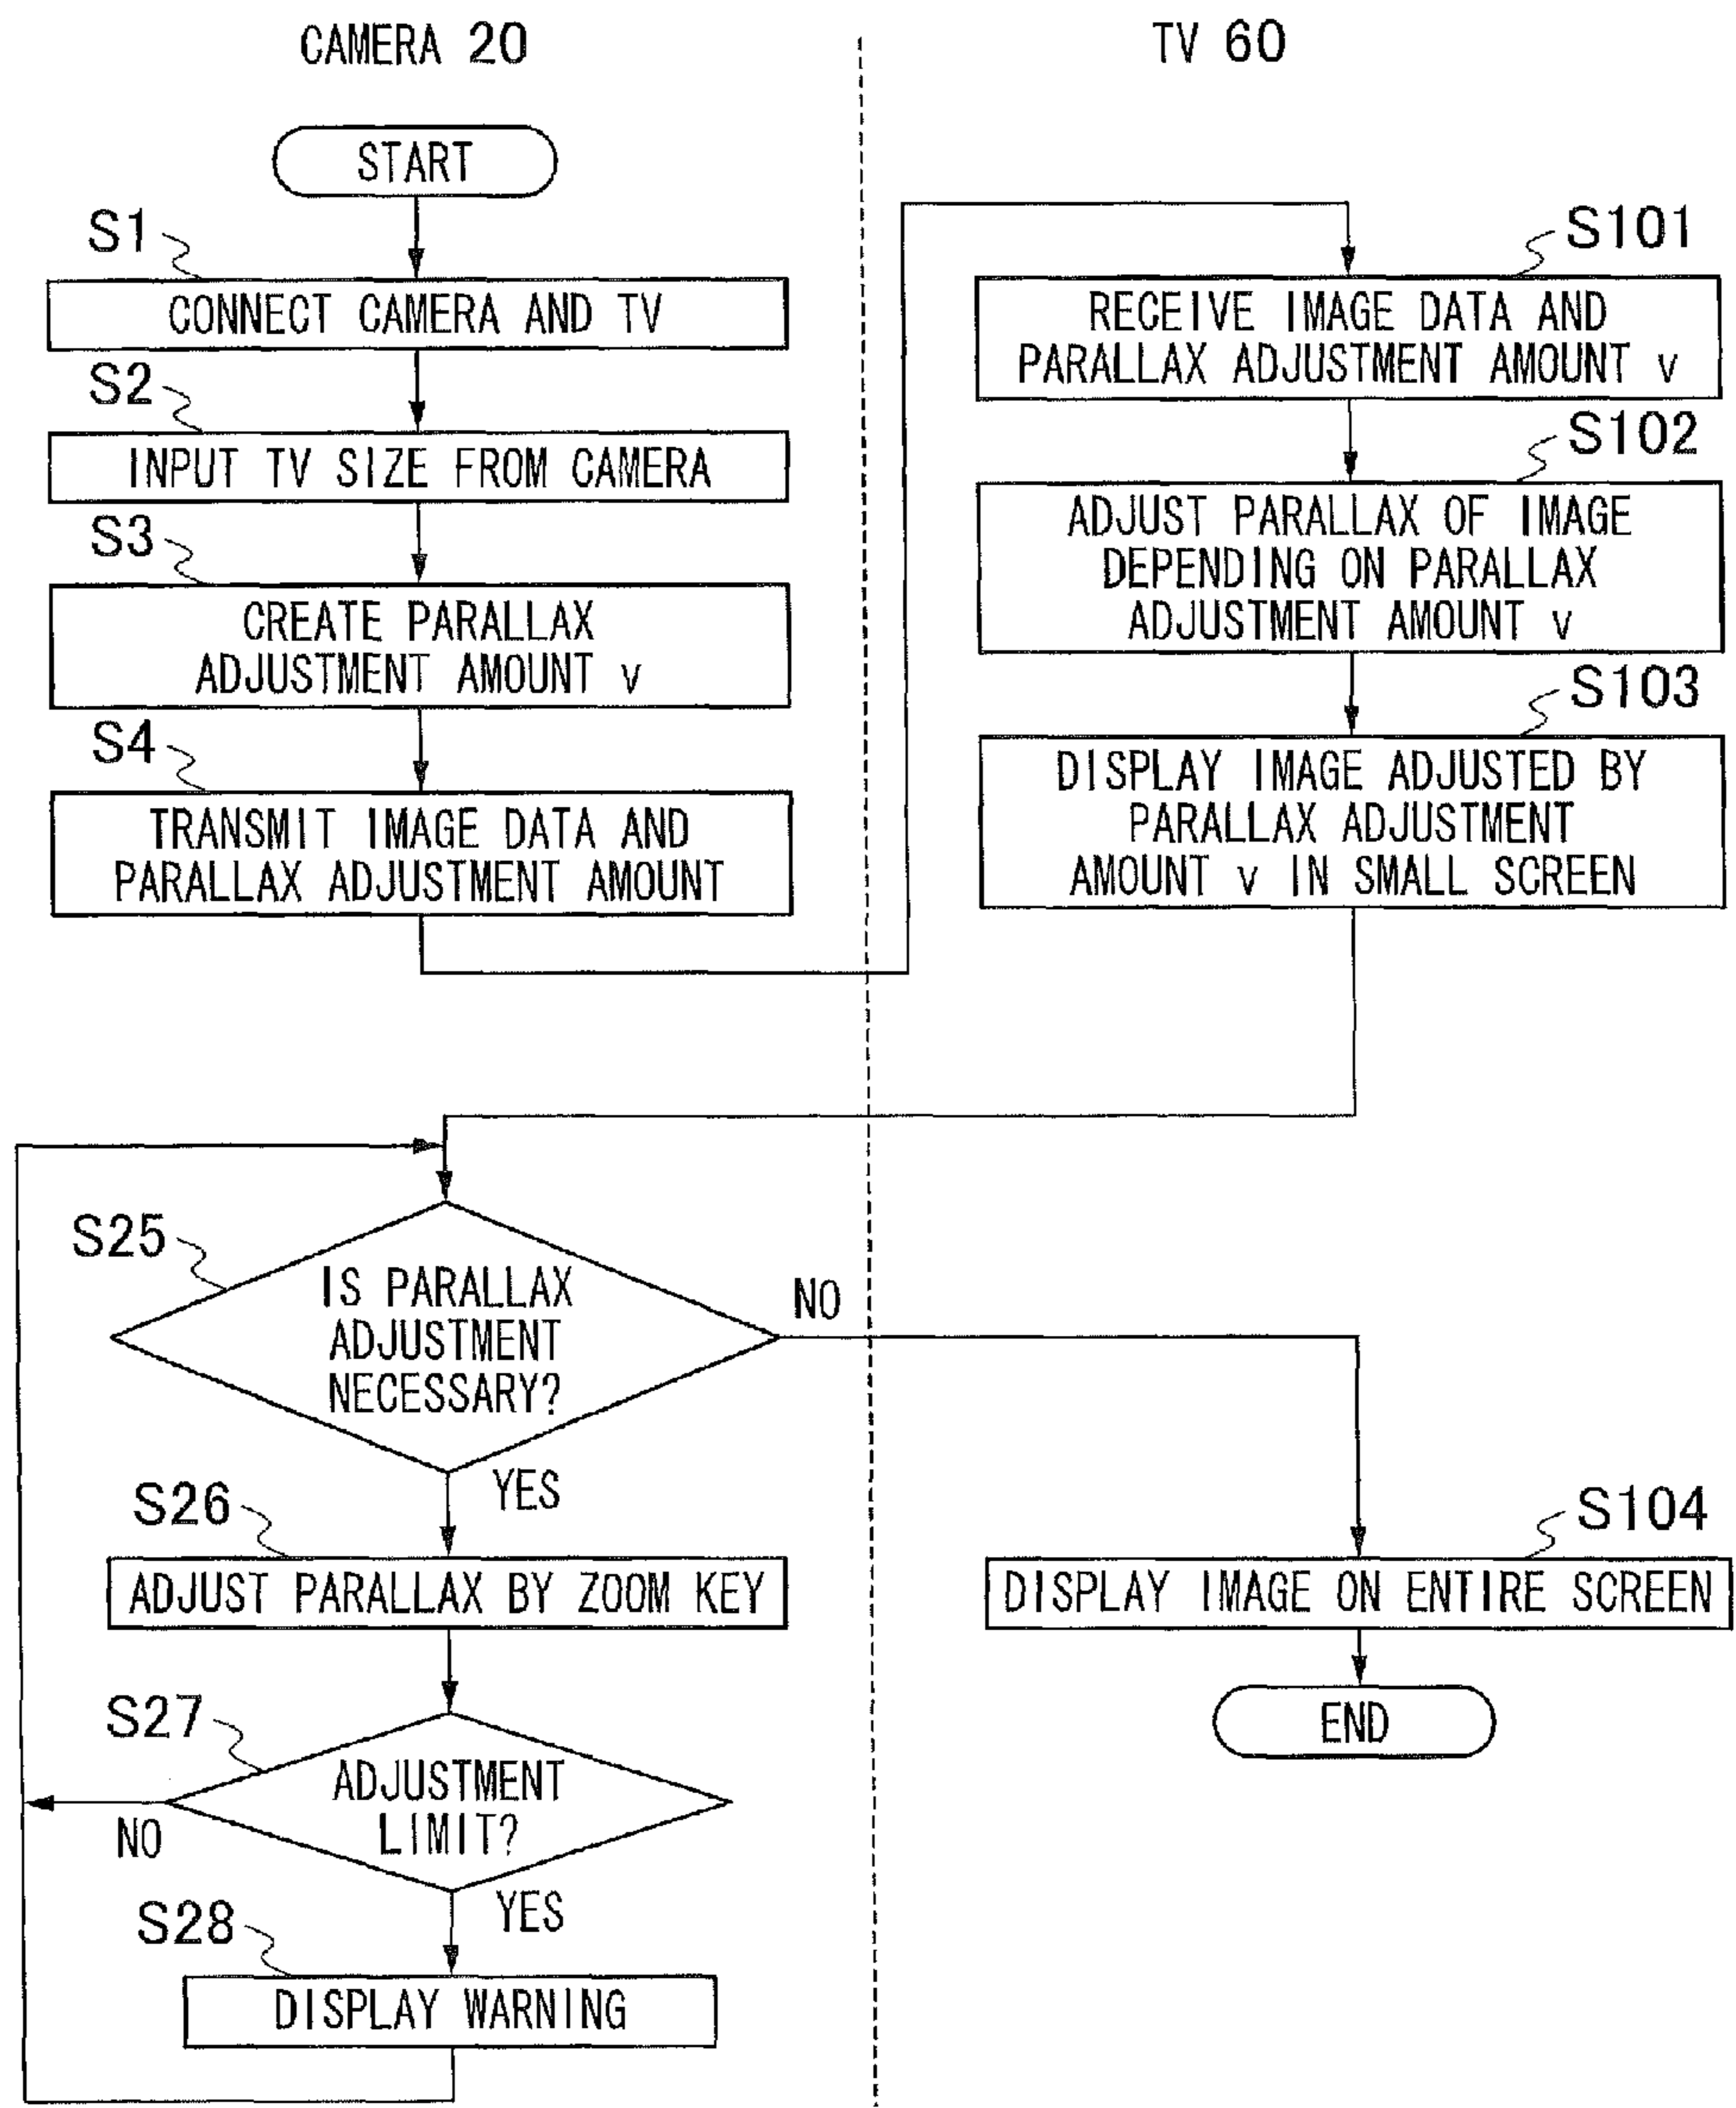 CAMERA 20
TV 60
START
S1
CONNECT CAMERA AND TV
S2
INPUT TV SIZE FROM CAMERA
S3
CREATE PARALLAX
ADJUSTMENT AMOUNT v
S4
TRANSMIT IMAGE DATA AND
PARALLAX ADJUSTMENT AMOUNT
S101
RECEIVE IMAGE DATA AND
PARALLAX ADJUSTMENT AMOUNT v
S102
ADJUST PARALLAX OF IMAGE
DEPENDING ON PARALLAX
ADJUSTMENT AMOUNT v
S103
DISPLAY IMAGE ADJUSTED BY
PARALLAX ADJUSTMENT
AMOUNT v IN SMALL SCREEN
S25
IS PARALLAX
ADJUSTMENT
NECESSARY?
NO
YES
S26
ADJUST PARALLAX BY ZOOM KEY
S27
ADJUSTMENT
LIMIT?
NO
YES
S28
DISPLAY WARNING
S104
DISPLAY IMAGE ON ENTIRE SCREEN
END